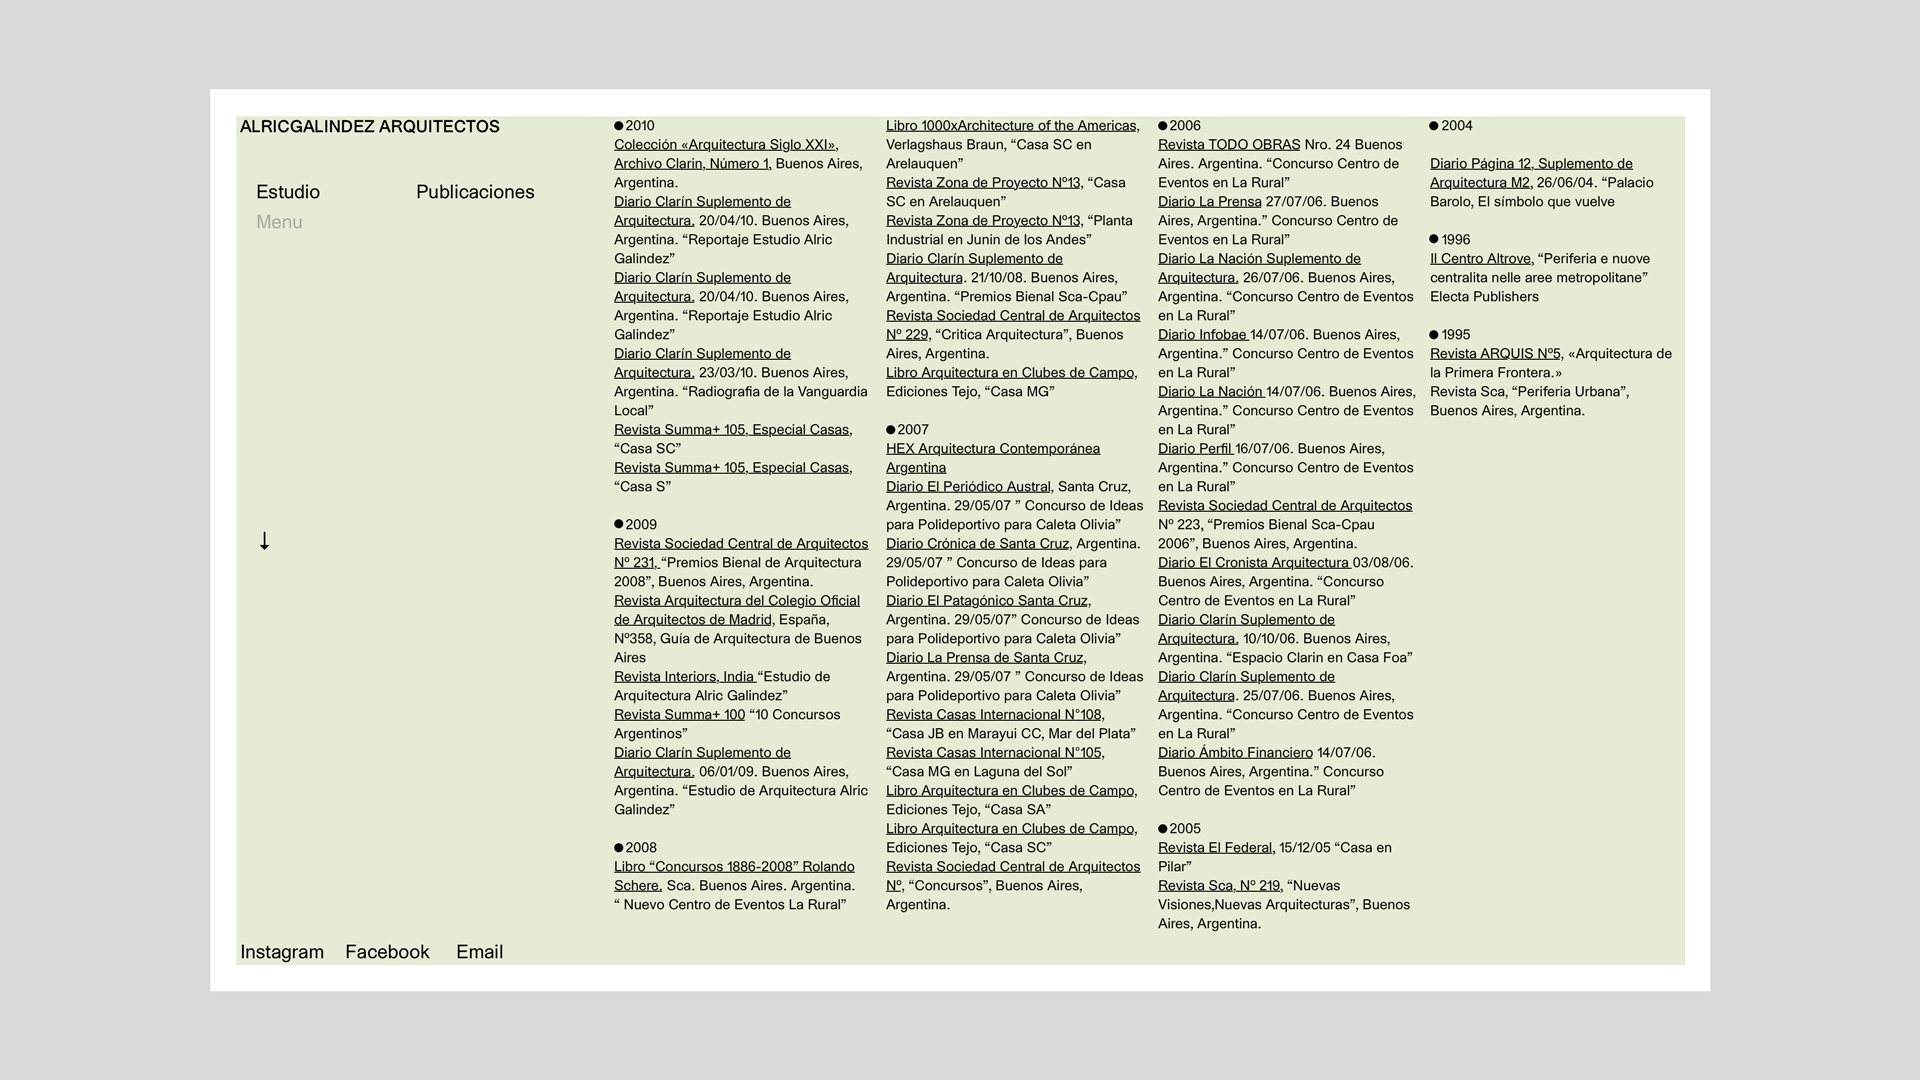 ALRICGALINDEZ ARQUITECTOS
Estudio
Publicaciones
Menu
↓
Instagram
Facebook
Email
●2010
Colección «Arquitectura Siglo XXI»,
Archivo Clarin, Número 1, Buenos Aires,
Argentina.
Diario Clarín Suplemento de
Arquitectura. 20/04/10. Buenos Aires,
Argentina. “Reportaje Estudio Alric
Galindez”
Diario Clarín Suplemento de
Arquitectura. 20/04/10. Buenos Aires,
Argentina. “Reportaje Estudio Alric
Galindez”
Diario Clarín Suplemento de
Arquitectura. 23/03/10. Buenos Aires,
Argentina. “Radiografia de la Vanguardia
Local”
Revista Summa+ 105, Especial Casas,
“Casa SC”
Revista Summa+ 105, Especial Casas,
“Casa S”
●2009
Revista Sociedad Central de Arquitectos
Nº 231, “Premios Bienal de Arquitectura
2008”, Buenos Aires, Argentina.
Revista Arquitectura del Colegio Oficial
de Arquitectos de Madrid, España,
Nº358, Guía de Arquitectura de Buenos
Aires
Revista Interiors, India “Estudio de
Arquitectura Alric Galindez”
Revista Summa+ 100 “10 Concursos
Argentinos”
Diario Clarín Suplemento de
Arquitectura. 06/01/09. Buenos Aires,
Argentina. “Estudio de Arquitectura Alric
Galindez”
●2008
Libro “Concursos 1886-2008” Rolando
Schere. Sca. Buenos Aires. Argentina.
“ Nuevo Centro de Eventos La Rural”
Libro 1000xArchitecture of the Americas,
Verlagshaus Braun, “Casa SC en
Arelauquen”
Revista Zona de Proyecto Nº13, “Casa
SC en Arelauquen”
Revista Zona de Proyecto Nº13, “Planta
Industrial en Junin de los Andes”
Diario Clarín Suplemento de
Arquitectura. 21/10/08. Buenos Aires,
Argentina. “Premios Bienal Sca-Cpau”
Revista Sociedad Central de Arquitectos
Nº 229, “Critica Arquitectura”, Buenos
Aires, Argentina.
Libro Arquitectura en Clubes de Campo,
Ediciones Tejo, “Casa MG”
●2007
HEX Arquitectura Contemporánea
Argentina
Diario El Periódico Austral, Santa Cruz,
Argentina. 29/05/07 ” Concurso de Ideas
para Polideportivo para Caleta Olivia”
Diario Crónica de Santa Cruz, Argentina.
29/05/07 ” Concurso de Ideas para
Polideportivo para Caleta Olivia”
Diario El Patagónico Santa Cruz,
Argentina. 29/05/07” Concurso de Ideas
para Polideportivo para Caleta Olivia”
Diario La Prensa de Santa Cruz,
Argentina. 29/05/07 ” Concurso de Ideas
para Polideportivo para Caleta Olivia”
Revista Casas Internacional N°108,
“Casa JB en Marayui CC, Mar del Plata”
Revista Casas Internacional N°105,
“Casa MG en Laguna del Sol”
Libro Arquitectura en Clubes de Campo,
Ediciones Tejo, “Casa SA”
Libro Arquitectura en Clubes de Campo,
Ediciones Tejo, “Casa SC”
Revista Sociedad Central de Arquitectos
Nº, “Concursos”, Buenos Aires,
Argentina.
●2006
Revista TODO OBRAS Nro. 24 Buenos
Aires. Argentina. “Concurso Centro de
Eventos en La Rural”
Diario La Prensa 27/07/06. Buenos
Aires, Argentina.” Concurso Centro de
Eventos en La Rural”
Diario La Nación Suplemento de
Arquitectura. 26/07/06. Buenos Aires,
Argentina. “Concurso Centro de Eventos
en La Rural”
Diario Infobae 14/07/06. Buenos Aires,
Argentina.” Concurso Centro de Eventos
en La Rural”
Diario La Nación 14/07/06. Buenos Aires,
Argentina.” Concurso Centro de Eventos
en La Rural”
Diario Perfil 16/07/06. Buenos Aires,
Argentina.” Concurso Centro de Eventos
en La Rural”
Revista Sociedad Central de Arquitectos
Nº 223, “Premios Bienal Sca-Cpau
2006”, Buenos Aires, Argentina.
Diario El Cronista Arquitectura 03/08/06.
Buenos Aires, Argentina. “Concurso
Centro de Eventos en La Rural”
Diario Clarín Suplemento de
Arquitectura. 10/10/06. Buenos Aires,
Argentina. “Espacio Clarin en Casa Foa”
Diario Clarín Suplemento de
Arquitectura. 25/07/06. Buenos Aires,
Argentina. “Concurso Centro de Eventos
en La Rural”
Diario Ámbito Financiero 14/07/06.
Buenos Aires, Argentina.” Concurso
Centro de Eventos en La Rural”
●2005
Revista El Federal, 15/12/05 “Casa en
Pilar”
Revista Sca, Nº 219, “Nuevas
Visiones,Nuevas Arquitecturas”, Buenos
Aires, Argentina.
●2004
Diario Página 12, Suplemento de
Arquitectura M2, 26/06/04. “Palacio
Barolo, El símbolo que vuelve
●1996
Il Centro Altrove, “Periferia e nuove
centralita nelle aree metropolitane”
Electa Publishers
●1995
Revista ARQUIS Nº5, «Arquitectura de
la Primera Frontera.»
Revista Sca, “Periferia Urbana”,
Buenos Aires, Argentina.